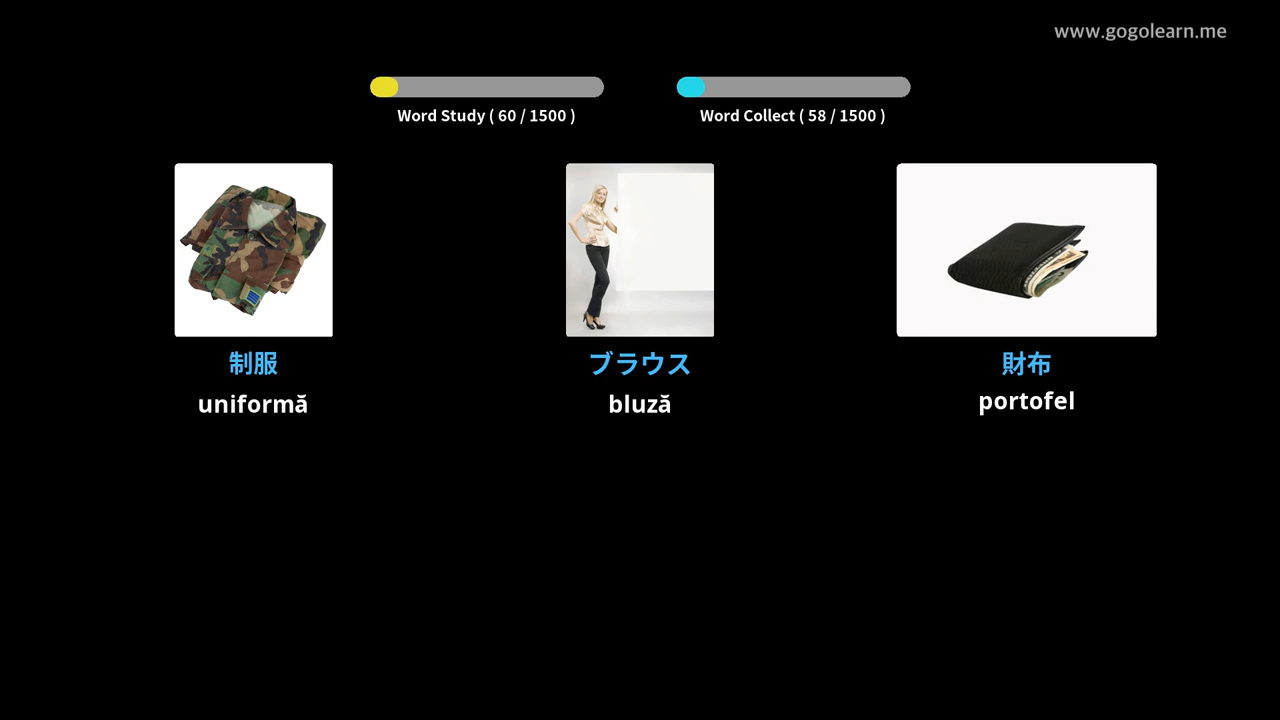 www.gogolearn.me
Word Study ( 60 / 1500 )
Word Collect ( 58 / 1500 )
制服
uniformă
ブラウス
bluză
財布
portofel